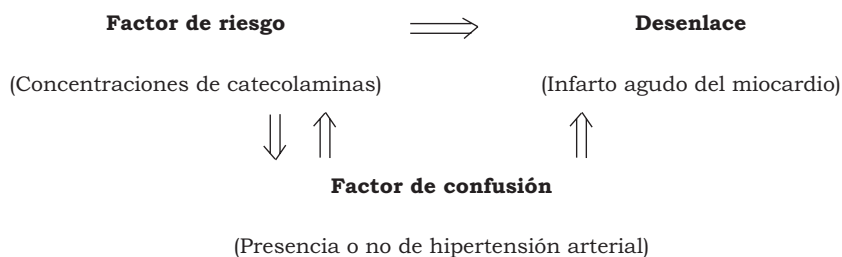 Factor de riesgo Desenlace
(Concentraciones de catecolaminas) (Infarto agudo del miocardio)
Factor de confusión
(Presencia o no de hipertensión arterial)